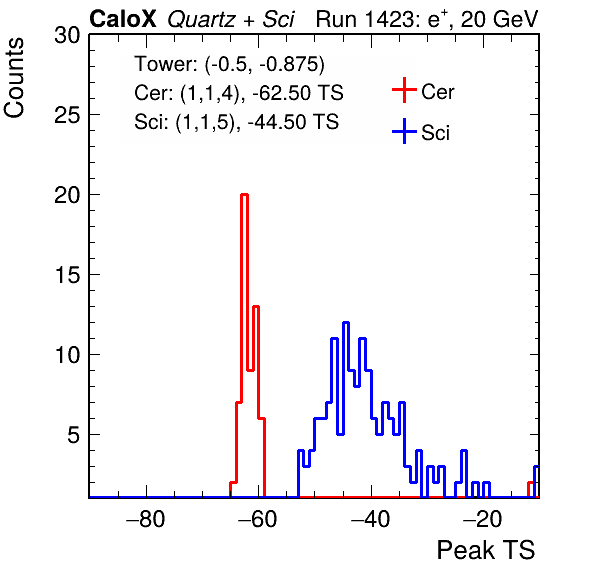 CaloX Quartz + Sci Run 1423: e+, 20 GeV
Counts
30
25
20
15
10
5
Tower: (-0.5, -0.875)
Cer: (1,1,4), -62.50 TS
Sci: (1,1,5), -44.50 TS
Cer
Sci
−80 −60 −40 −20
Peak TS